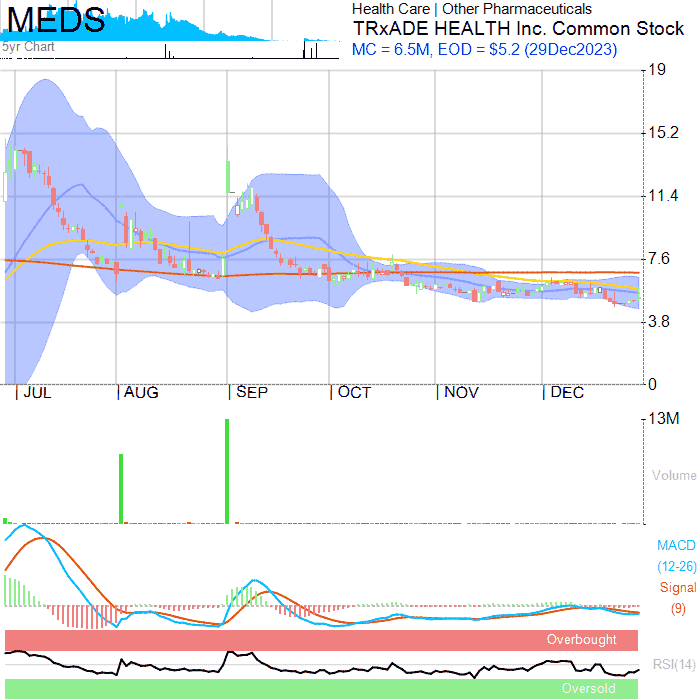 MEDS
5yr Chart
Health Care | Other Pharmaceuticals
TRxADE HEALTH Inc. Common Stock
MC = 6.5M, EOD = $5.2 (29Dec2023)
19
15.2
11.4
7.6
3.8
0
| JUL | AUG | SEP | OCT | NOV | DEC
13M
Volume
MACD
(12-26)
Signal
(9)
Overbought
RSI(14)
Oversold